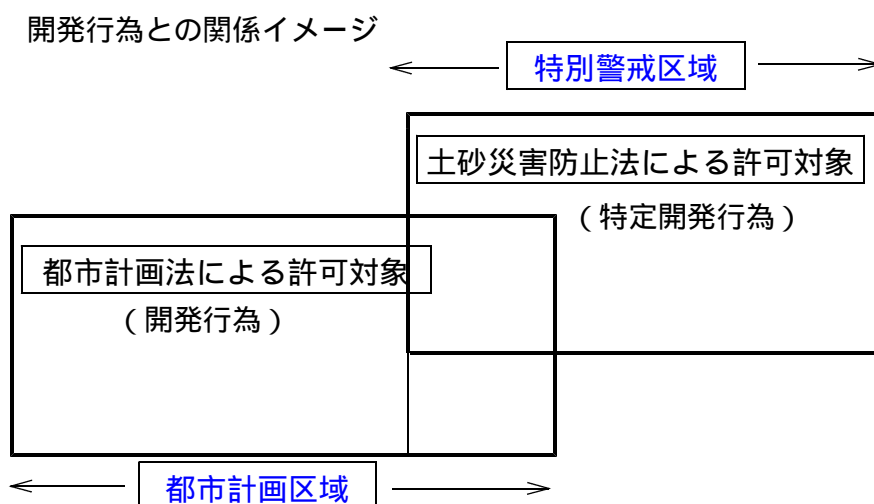 開発行為との関係イメージ
特別警戒区域
土砂災害防止法による許可対象
(特定開発行為)
都市計画法による許可対象
(開発行為)
都市計画区域